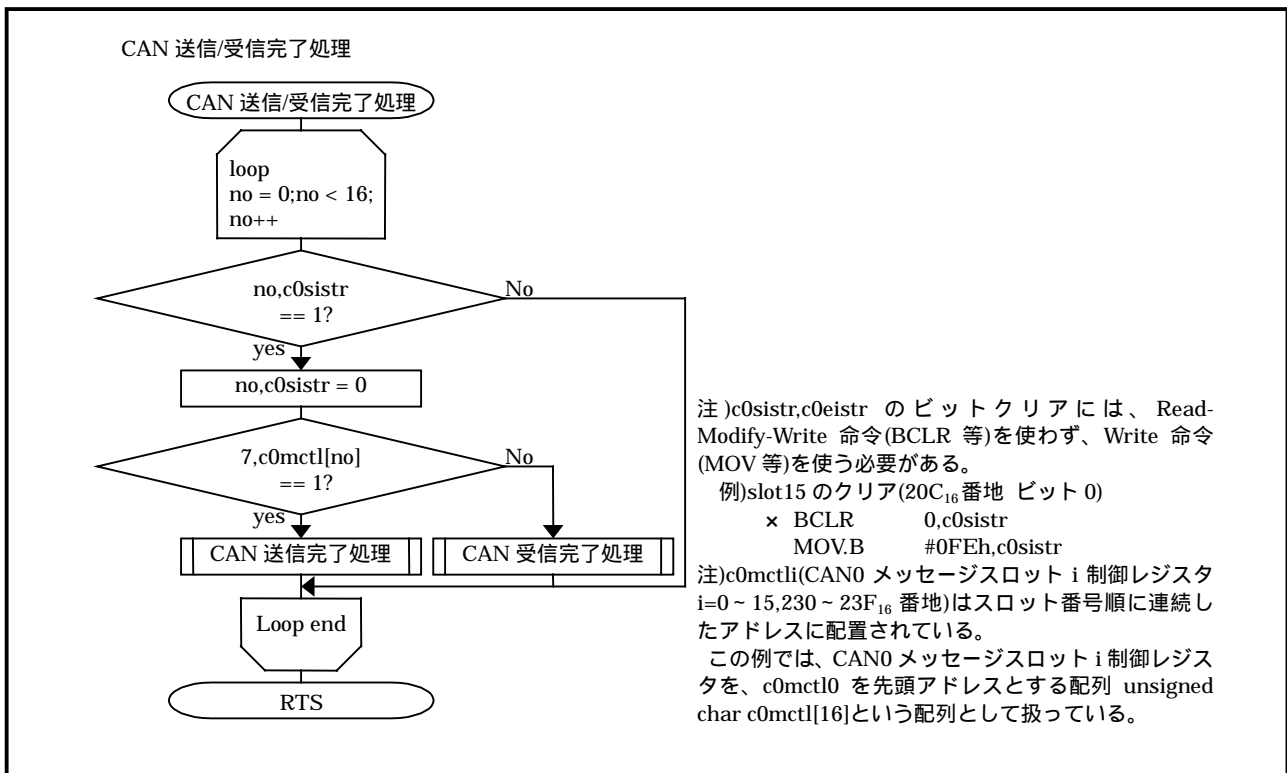 CAN 送信/受信完了処理
CAN 送信/受信完了処理
loop
no = 0;no < 16;
no++
no,c0sistr
== 1?
No
yes
no,c0sistr = 0
7,c0mctl[no]
== 1?
No
yes
CAN 送信完了処理
CAN 受信完了処理
Loop end
RTS
注)c0sistr,c0eistr のビットクリアには、Read-
Modify-Write 命令(BCLR 等)を使わず、Write 命令
(MOV 等)を使う必要がある。
例)slot15 のクリア(20C₁₆番地 ビット 0)
× BCLR 0,c0sistr
MOV.B #0FEh,c0sistr
注)c0mctli(CAN0 メッセージスロット i 制御レジスタ
i=0 ~ 15,230 ~ 23F₁₆ 番地)はスロット番号順に連続し
たアドレスに配置されている。
この例では、CAN0 メッセージスロット i 制御レジス
タを、c0mctl0 を先頭アドレスとする配列 unsigned
char c0mctl[16]という配列として扱っている。